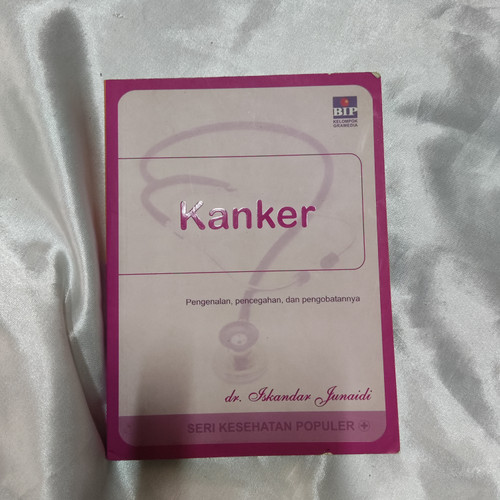 BIP
KELOMPOK
GRAMEDIA
Kanker
Pengenalan, pencegahan, dan pengobatannya
dr. Iskandar Junaidi
SERI KESEHATAN POPULER +